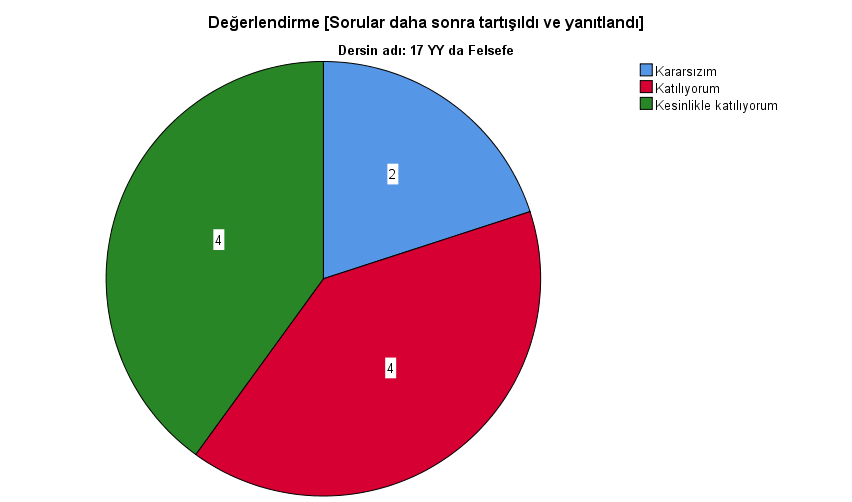 Değerlendirme [Sorular daha sonra tartışıldı ve yanıtlandı]
Dersin adı: 17 YY da Felsefe
Kararsızım
Katılıyorum
Kesinlikle katılıyorum
2
4
4